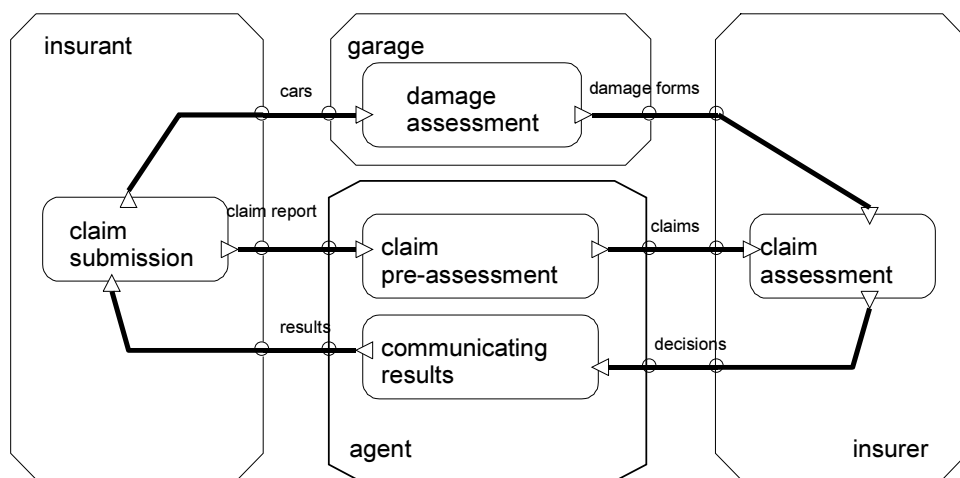 insurant
garage
cars
damage
assessment
damage forms
claim report
claim
submission
claim
pre-assessment
claims
claim
assessment
results
communicating
results
decisions
agent
insurer